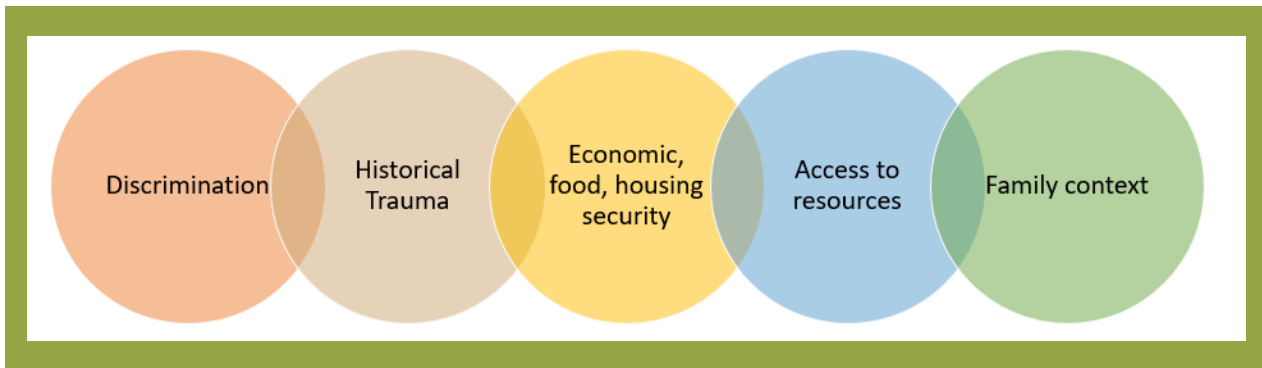 Discrimination
Historical
Trauma
Economic,
food, housing
security
Access to
resources
Family context